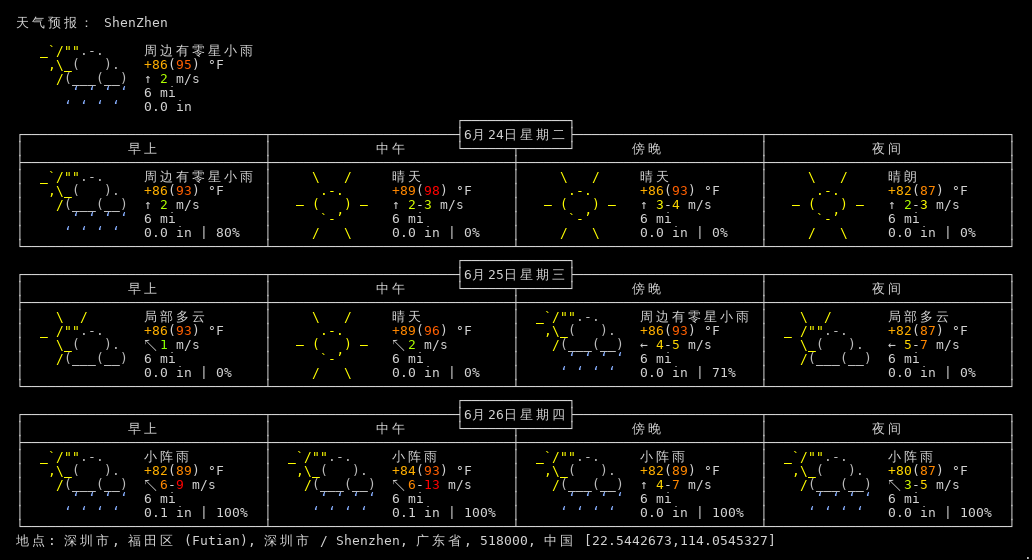 天气预报： ShenZhen
周边有零星小雨
+86(95) °F
↑ 2 m/s
6 mi
0.0 in
6月24日星期二
早上 中午 傍晚 夜间
周边有零星小雨 晴天 晴天 晴朗
+86(93) °F +89(98) °F +86(93) °F +82(87) °F
↑ 2 m/s ↑ 2-3 m/s ↑ 3-4 m/s ↑ 2-3 m/s
6 mi 6 mi 6 mi 6 mi
0.0 in | 80% 0.0 in | 0% 0.0 in | 0% 0.0 in | 0%
6月25日星期三
早上 中午 傍晚 夜间
局部多云 晴天 周边有零星小雨 局部多云
+86(93) °F +89(96) °F +86(93) °F +82(87) °F
↖ 1 m/s ↖ 2 m/s ← 4-5 m/s ← 5-7 m/s
6 mi 6 mi 6 mi 6 mi
0.0 in | 0% 0.0 in | 0% 0.0 in | 71% 0.0 in | 0%
6月26日星期四
早上 中午 傍晚 夜间
小阵雨 小阵雨 小阵雨 小阵雨
+82(89) °F +84(93) °F +82(89) °F +80(87) °F
↖ 6-9 m/s ↖ 6-13 m/s ↑ 4-7 m/s ↖ 3-5 m/s
6 mi 6 mi 6 mi 6 mi
0.1 in | 100% 0.1 in | 100% 0.0 in | 100% 0.0 in | 100%
地点: 深圳市, 福田区 (Futian), 深圳市 / Shenzhen, 广东省, 518000, 中国 [22.5442673,114.0545327]